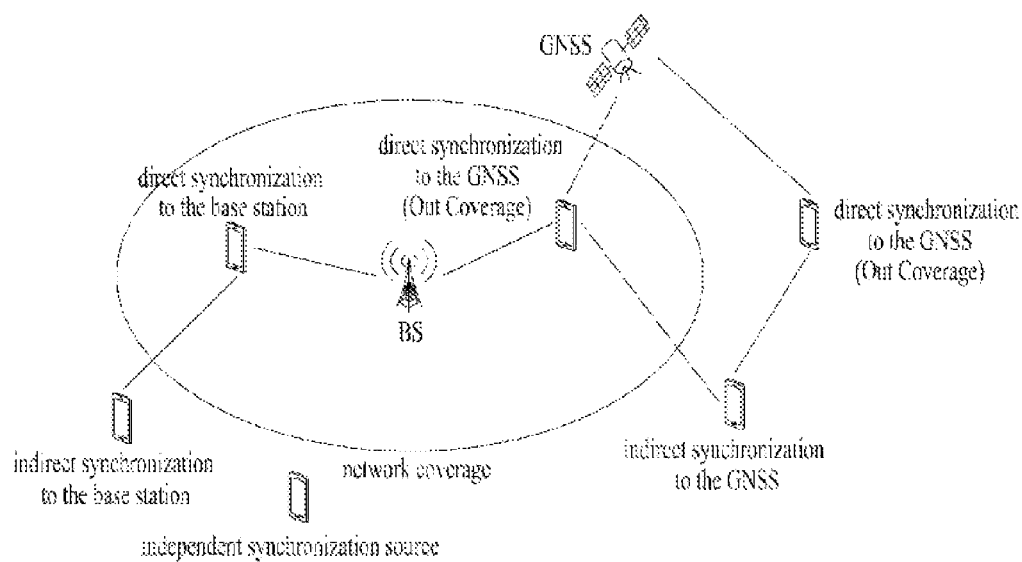 GNSS
direct synchronization
to the GNSS
(Out Coverage)
direct synchronization
to the base station
direct synchronization
to the GNSS
(Out Coverage)
BS
indirect synchronization
to the base station
network coverage
indirect synchronization
to the GNSS
independent synchronization source